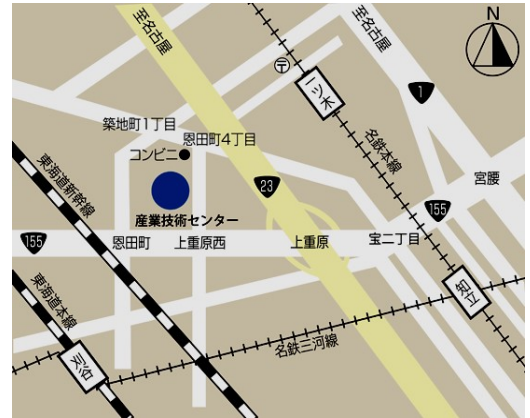 至名古屋
至名古屋
N
〒
一ツ木
1
築地町1丁目
恩田町4丁目
コンビニ
名鉄本線
東海道新幹線
23
宮腰
産業技術センター
155
155
恩田町
上重原西
上重原
宝二丁目
東海道本線
知立
名鉄三河線
刈谷